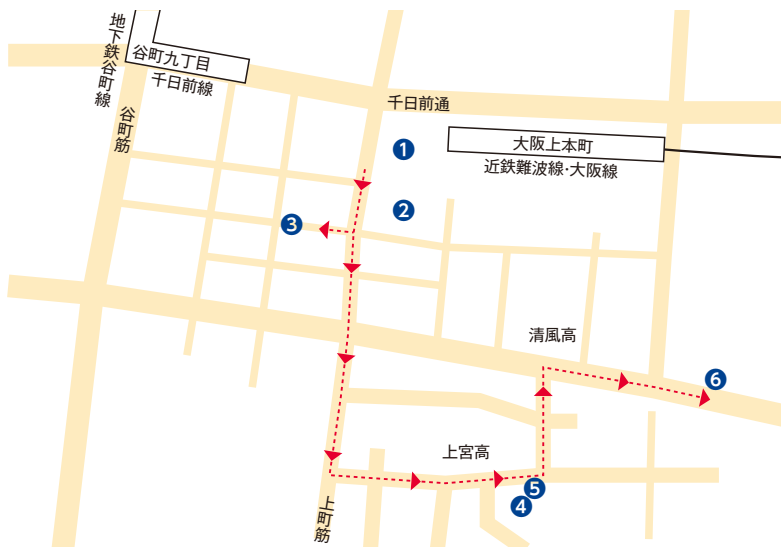 地下鉄谷町線
谷町九丁目
千日前線
谷町筋
千日前通
大阪上本町
近鉄難波線・大阪線
1
2
3
清風高
6
上宮高
5
4
上町筋